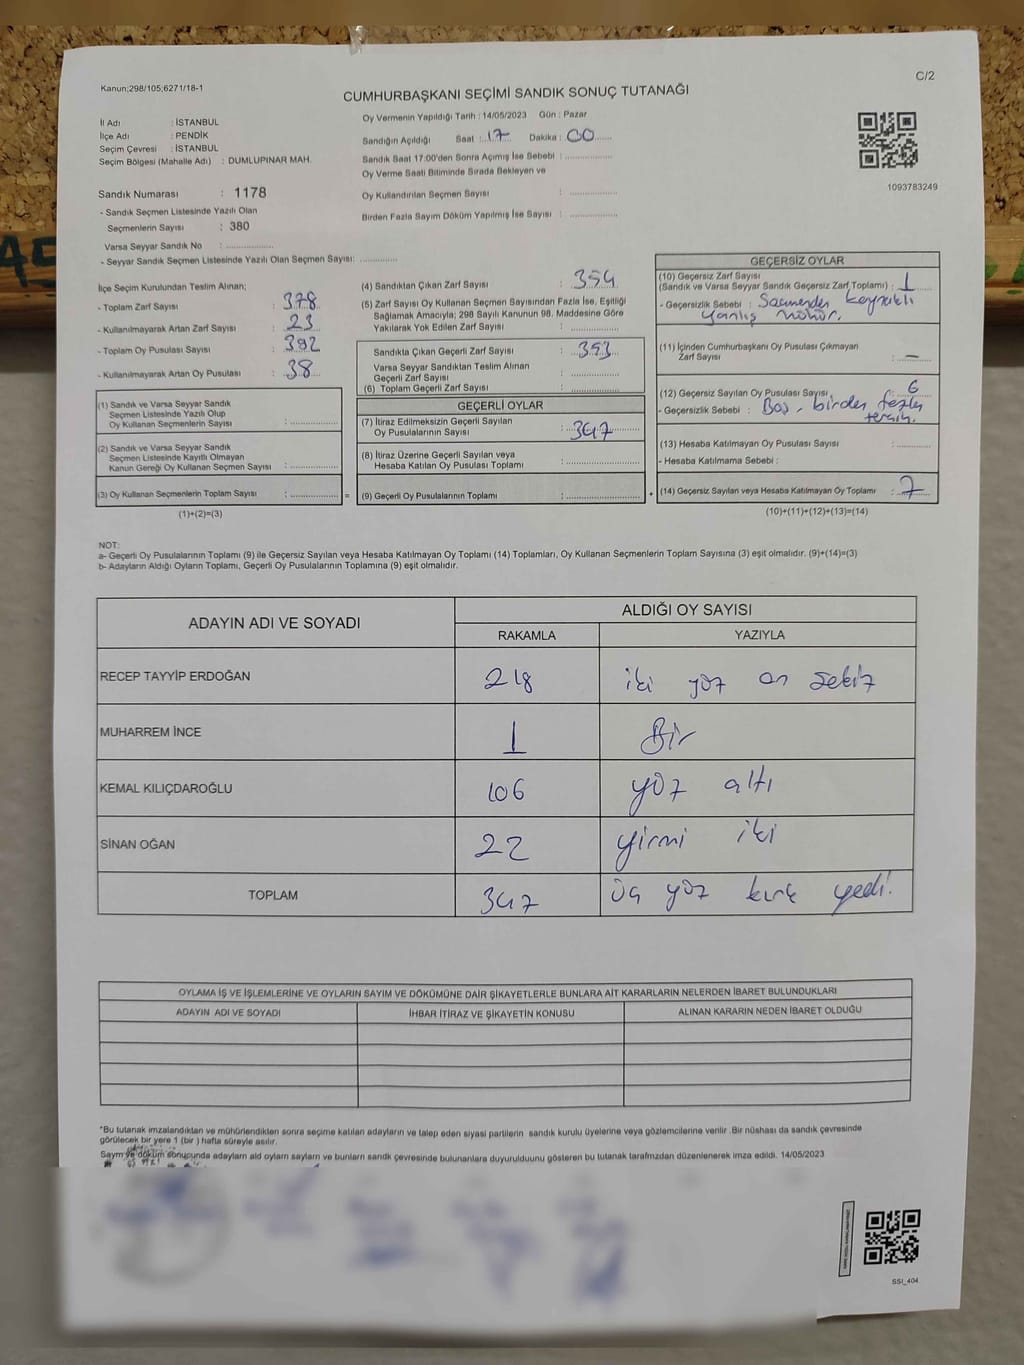 C/2
Kanun;298/105;6271/18-1
CUMHURBAŞKANI SEÇİMİ SANDIK SONUÇ TUTANAĞI
İl Adı : İSTANBUL
İlçe Adı : PENDİK
Seçim Çevresi : İSTANBUL
Seçim Bölgesi (Mahalle Adı) : DUMLUPINAR MAH.
Sandık Numarası : 1178
- Sandık Seçmen Listesinde Yazılı Olan
Seçmenlerin Sayısı : 380
Varsa Seyyar Sandık No : ..............
- Seyyar Sandık Seçmen Listesinde Yazılı Olan Seçmen Sayısı: ............
Oy Vermenin Yapıldığı Tarih : 14/05/2023 Gün : Pazar
Sandığın Açıldığı Saat : 17 Dakika : 00
Sandık Saat 17:00'den Sonra Açımış İse Sebebi : ..............
Oy Verme Saati Bitiminde Sırada Bekleyen ve
Oy Kullandırılan Seçmen Sayısı : ..............
Birden Fazla Sayım Döküm Yapılmış İse Sayısı : ..............
1093783249
İlçe Seçim Kurulundan Teslim Alınan;
- Toplam Zarf Sayısı : 378
- Kullanılmayarak Artan Zarf Sayısı : 23
- Toplam Oy Pusulası Sayısı : 392
- Kullanılmayarak Artan Oy Pusulası : 38
(1) Sandık ve Varsa Seyyar Sandık
Seçmen Listesinde Yazılı Olup
Oy Kullanan Seçmenlerin Sayısı : ..............
(2) Sandık ve Varsa Seyyar Sandık
Seçmen Listesinde Kayıtlı Olmayan
Kanun Gereği Oy Kullanan Seçmen Sayısı : ..............
(3) Oy Kullanan Seçmenlerin Toplam Sayısı : .............. =
(1)+(2)=(3)
(4) Sandıktan Çıkan Zarf Sayısı : 354
(5) Zarf Sayısı Oy Kullanan Seçmen Sayısından Fazla İse, Eşitliği
Sağlamak Amacıyla; 298 Sayılı Kanunun 98. Maddesine Göre
Yakılarak Yok Edilen Zarf Sayısı : ..............
Sandıkta Çıkan Geçerli Zarf Sayısı : 353
Varsa Seyyar Sandıktan Teslim Alınan
Geçerli Zarf Sayısı : ..............
(6) Toplam Geçerli Zarf Sayısı : ..............
GEÇERLİ OYLAR
(7) İtiraz Edilmeksizin Geçerli Sayılan
Oy Pusulalarının Sayısı : 347
(8) İtiraz Üzerine Geçerli Sayılan veya
Hesaba Katılan Oy Pusulası Toplamı : ..............
(9) Geçerli Oy Pusulalarının Toplamı : .............. +
GEÇERSİZ OYLAR
(10) Geçersiz Zarf Sayısı
(Sandık ve Varsa Seyyar Sandık Geçersiz Zarf Toplamı) : 1
- Geçersizlik Sebebi : Seçmenden kaynaklı
yanlış mühür.
(11) İçinden Cumhurbaşkanı Oy Pusulası Çıkmayan
Zarf Sayısı : —
(12) Geçersiz Sayılan Oy Pusulası Sayısı : 6
- Geçersizlik Sebebi : Boş, birden fazla
tercih.
(13) Hesaba Katılmayan Oy Pusulası Sayısı : ..............
- Hesaba Katılmama Sebebi :
(14) Geçersiz Sayılan veya Hesaba Katılmayan Oy Toplamı : 7
(10)+(11)+(12)+(13)=(14)
NOT:
a- Geçerli Oy Pusulalarının Toplamı (9) ile Geçersiz Sayılan veya Hesaba Katılmayan Oy Toplamı (14) Toplamları, Oy Kullanan Seçmenlerin Toplam Sayısına (3) eşit olmalıdır. (9)+(14)=(3)
b- Adayların Aldığı Oyların Toplamı, Geçerli Oy Pusulalarının Toplamına (9) eşit olmalıdır.
ADAYIN ADI VE SOYADI ALDIĞI OY SAYISI
RAKAMLA YAZIYLA
RECEP TAYYİP ERDOĞAN 218 iki yüz on sekiz
MUHARREM İNCE 1 Bir
KEMAL KILIÇDAROĞLU 106 yüz altı
SİNAN OĞAN 22 yirmi iki
TOPLAM 347 üç yüz kırk yedi.
OYLAMA İŞ VE İŞLEMLERİNE VE OYLARIN SAYIM VE DÖKÜMÜNE DAİR ŞİKAYETLERLE BUNLARA AİT KARARLARIN NELERDEN İBARET BULUNDUKLARI
ADAYIN ADI VE SOYADI İHBAR İTİRAZ VE ŞİKAYETİN KONUSU ALINAN KARARIN NEDEN İBARET OLDUĞU
*Bu tutanak imzalandıktan ve mühürlendikten sonra seçime katılan adayların ve talep eden siyasi partilerin sandık kurulu üyelerine veya gözlemcilerine verilir .Bir nüshası da sandık çevresinde
görülecek bir yere 1 (bir ) hafta süreyle asılır.
Saym ve döküm sonucunda adaylarn ald oylarn saylarn ve bunlarn sandk çevresinde bulunanlara duyurulduunu gösteren bu tutanak tarafmzdan düzenlenerek imza edildi. 14/05/2023
SSI_404